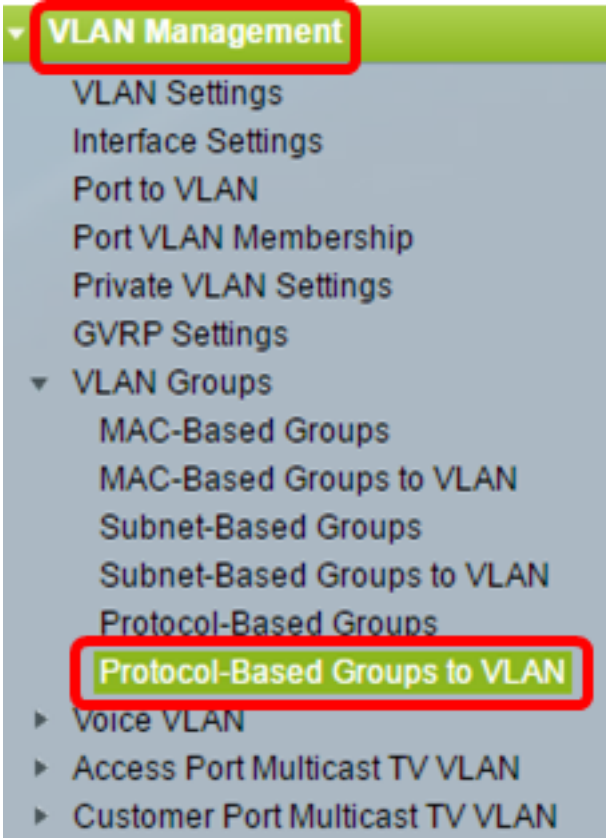 VLAN Management
VLAN Settings
Interface Settings
Port to VLAN
Port VLAN Membership
Private VLAN Settings
GVRP Settings
VLAN Groups
MAC-Based Groups
MAC-Based Groups to VLAN
Subnet-Based Groups
Subnet-Based Groups to VLAN
Protocol-Based Groups
Protocol-Based Groups to VLAN
Voice VLAN
Access Port Multicast TV VLAN
Customer Port Multicast TV VLAN